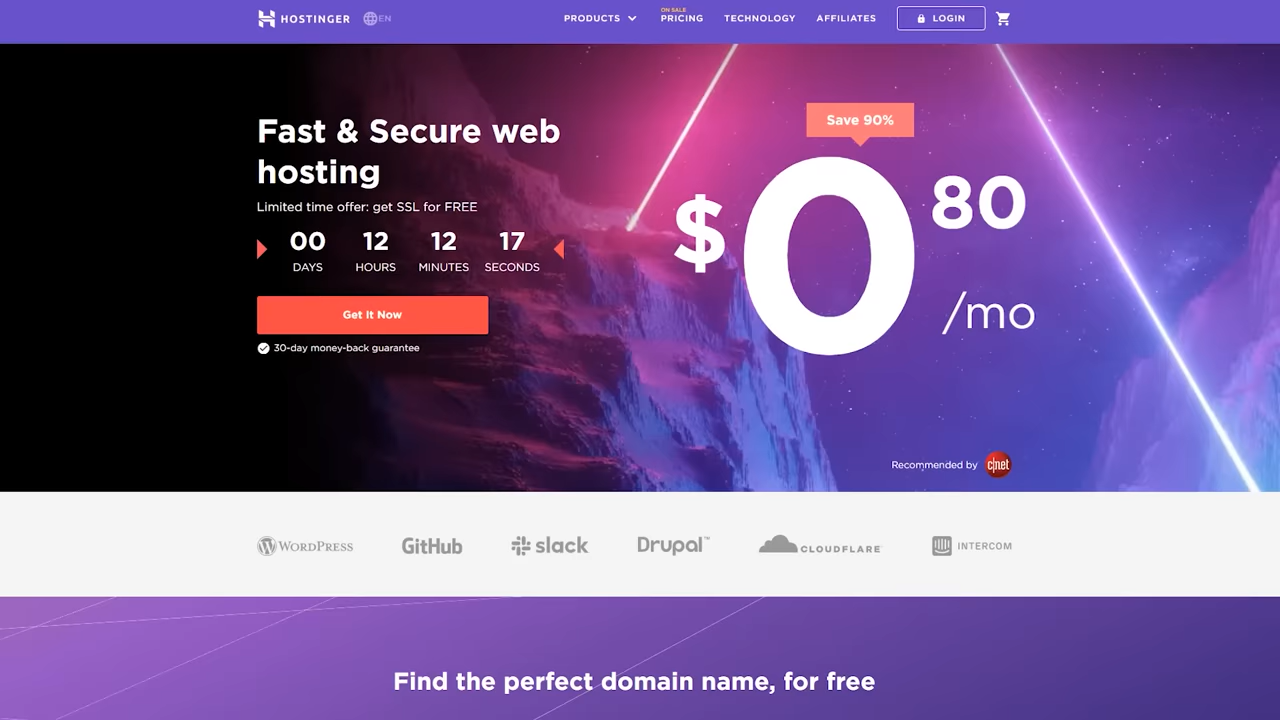 HOSTINGER
EN
PRODUCTS
ON SALE
PRICING
TECHNOLOGY
AFFILIATES
LOGIN
Fast & Secure web
hosting
Limited time offer: get SSL for FREE
00 12 12 17
DAYS HOURS MINUTES SECONDS
Get It Now
30-day money-back guarantee
Save 90%
$0 80
/mo
Recommended by c|net
WORDPRESS GitHub slack Drupal™ CLOUDFLARE INTERCOM
Find the perfect domain name, for free